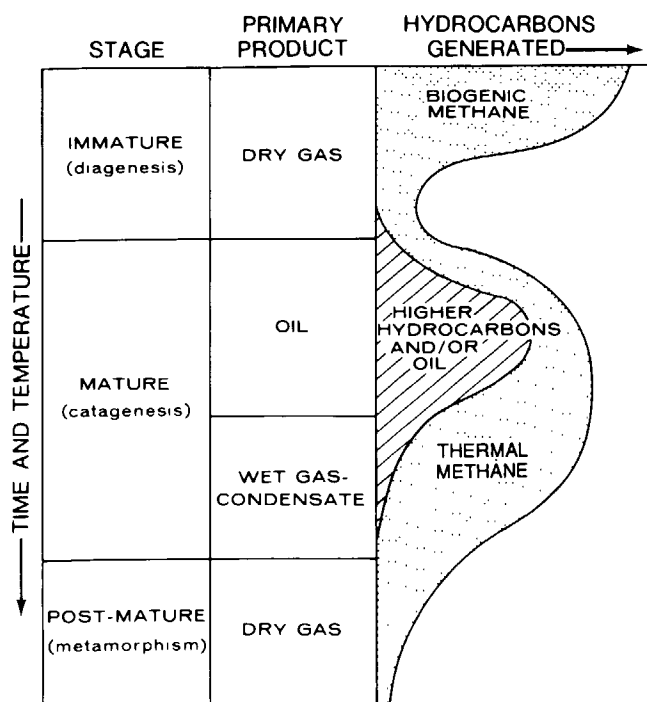 STAGE
PRIMARY
PRODUCT
HYDROCARBONS
GENERATED
TIME AND TEMPERATURE
IMMATURE
(diagenesis)
DRY GAS
BIOGENIC
METHANE
MATURE
(catagenesis)
OIL
HIGHER
HYDROCARBONS
AND/OR
OIL
WET GAS-
CONDENSATE
THERMAL
METHANE
POST-MATURE
(metamorphism)
DRY GAS